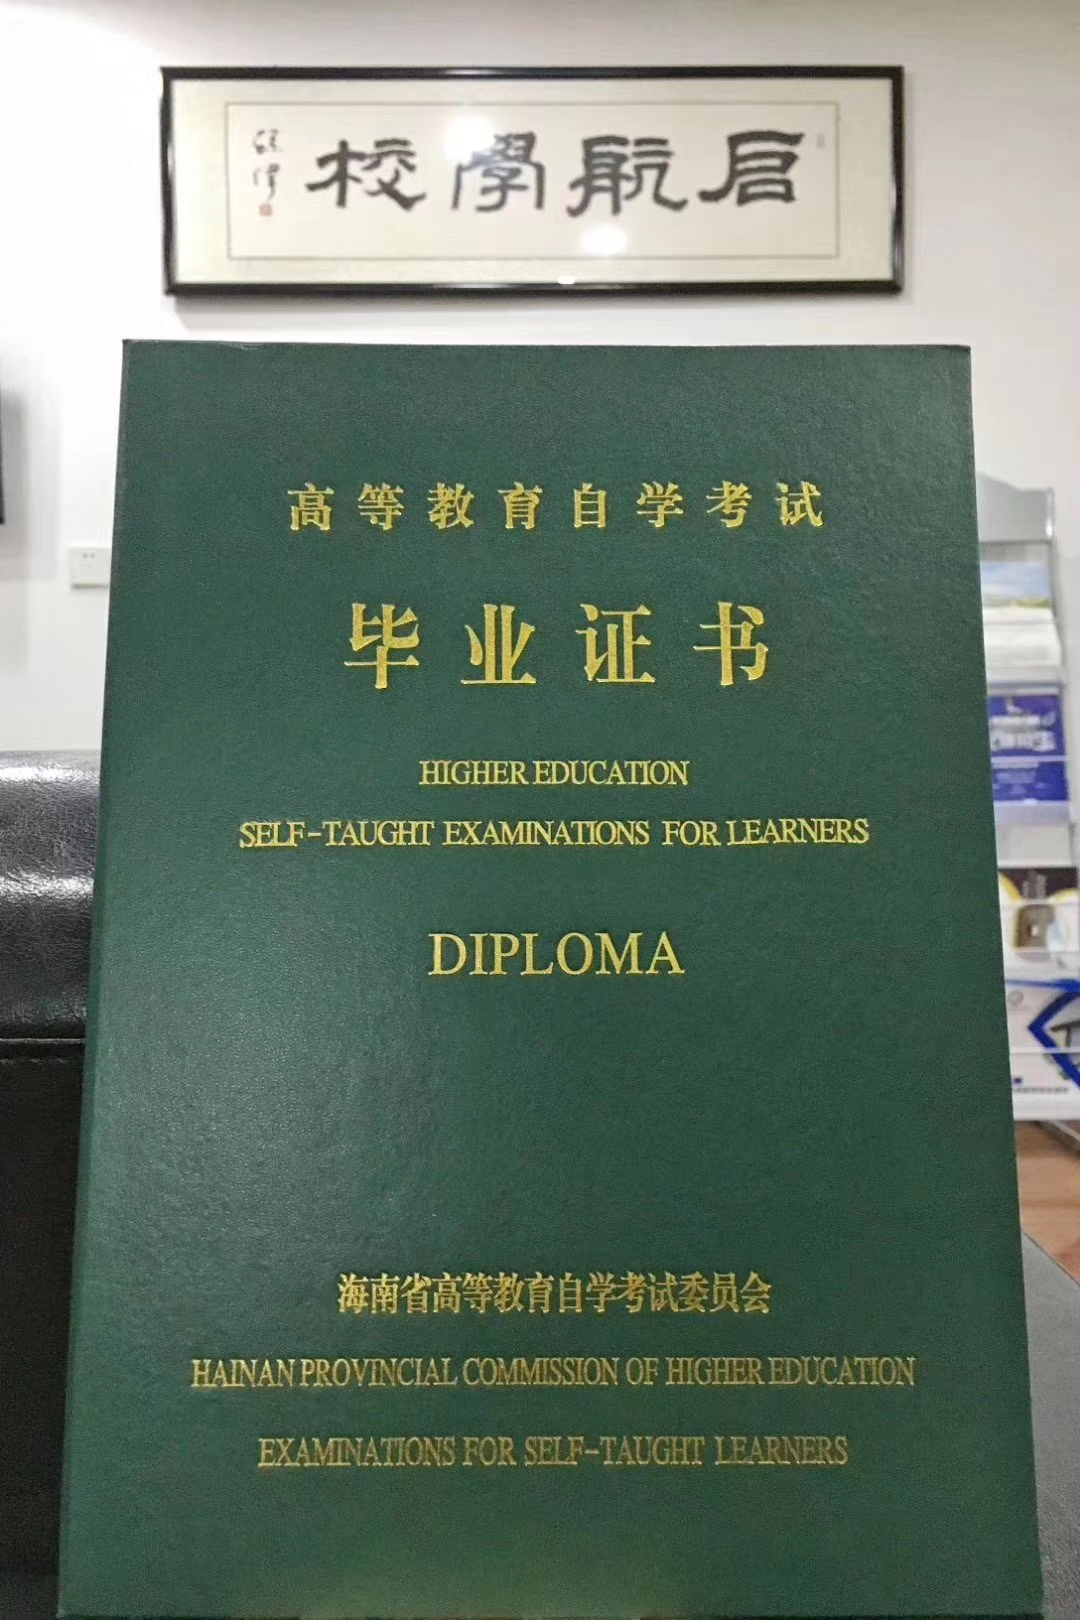 启航學校
高等教育自学考试
毕业证书
HIGHER EDUCATION
SELF-TAUGHT EXAMINATIONS FOR LEARNERS
DIPLOMA
海南省高等教育自学考试委员会
HAINAN PROVINCIAL COMMISSION OF HIGHER EDUCATION
EXAMINATIONS FOR SELF-TAUGHT LEARNERS